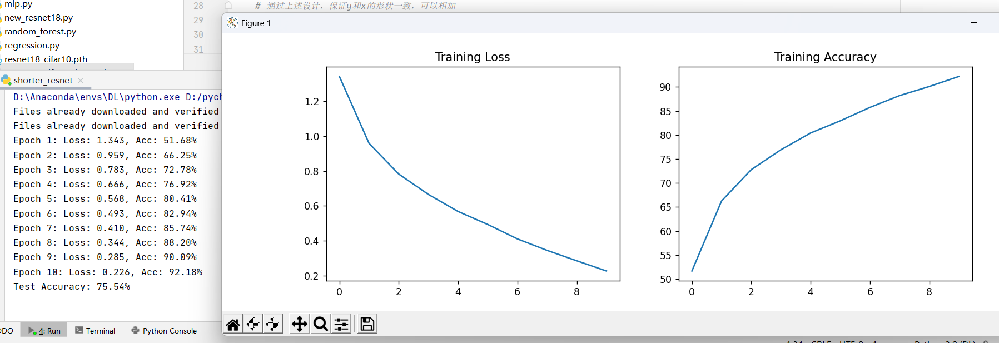 mlp.py
new_resnet18.py
random_forest.py
regression.py
resnet18_cifar10.pth
28
29
30
31
# 通过上述设计，保证y和x的形状一致，可以相加
shorter_resnet
D:\Anaconda\envs\DL\python.exe D:/pych
Files already downloaded and verified
Files already downloaded and verified
Epoch 1: Loss: 1.343, Acc: 51.68%
Epoch 2: Loss: 0.959, Acc: 66.25%
Epoch 3: Loss: 0.783, Acc: 72.78%
Epoch 4: Loss: 0.666, Acc: 76.92%
Epoch 5: Loss: 0.568, Acc: 80.41%
Epoch 6: Loss: 0.493, Acc: 82.94%
Epoch 7: Loss: 0.410, Acc: 85.74%
Epoch 8: Loss: 0.344, Acc: 88.20%
Epoch 9: Loss: 0.285, Acc: 90.09%
Epoch 10: Loss: 0.226, Acc: 92.18%
Test Accuracy: 75.54%
Figure 1
Training Loss
1.2
1.0
0.8
0.6
0.4
0.2
0 2 4 6 8
Training Accuracy
90
85
80
75
70
65
60
55
50
0 2 4 6 8
4: Run Terminal Python Console